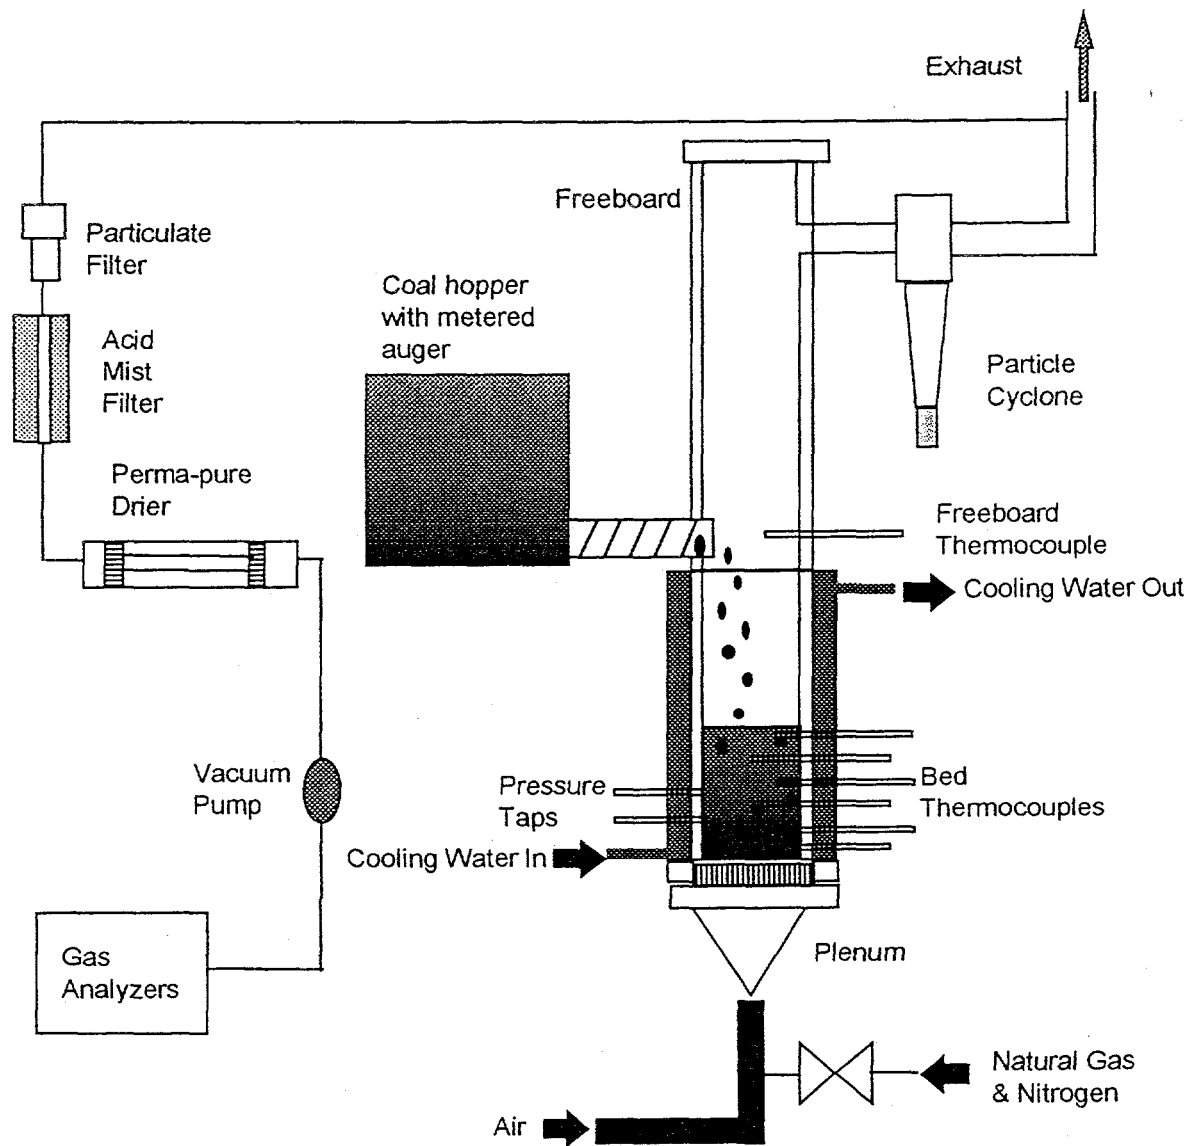 Exhaust
Freeboard
Particulate
Filter
Coal hopper
with metered
auger
Acid
Mist
Filter
Particle
Cyclone
Perma-pure
Drier
Freeboard
Thermocouple
Cooling Water Out
Vacuum
Pump
Pressure
Taps
Bed
Thermocouples
Cooling Water In
Gas
Analyzers
Plenum
Natural Gas
& Nitrogen
Air